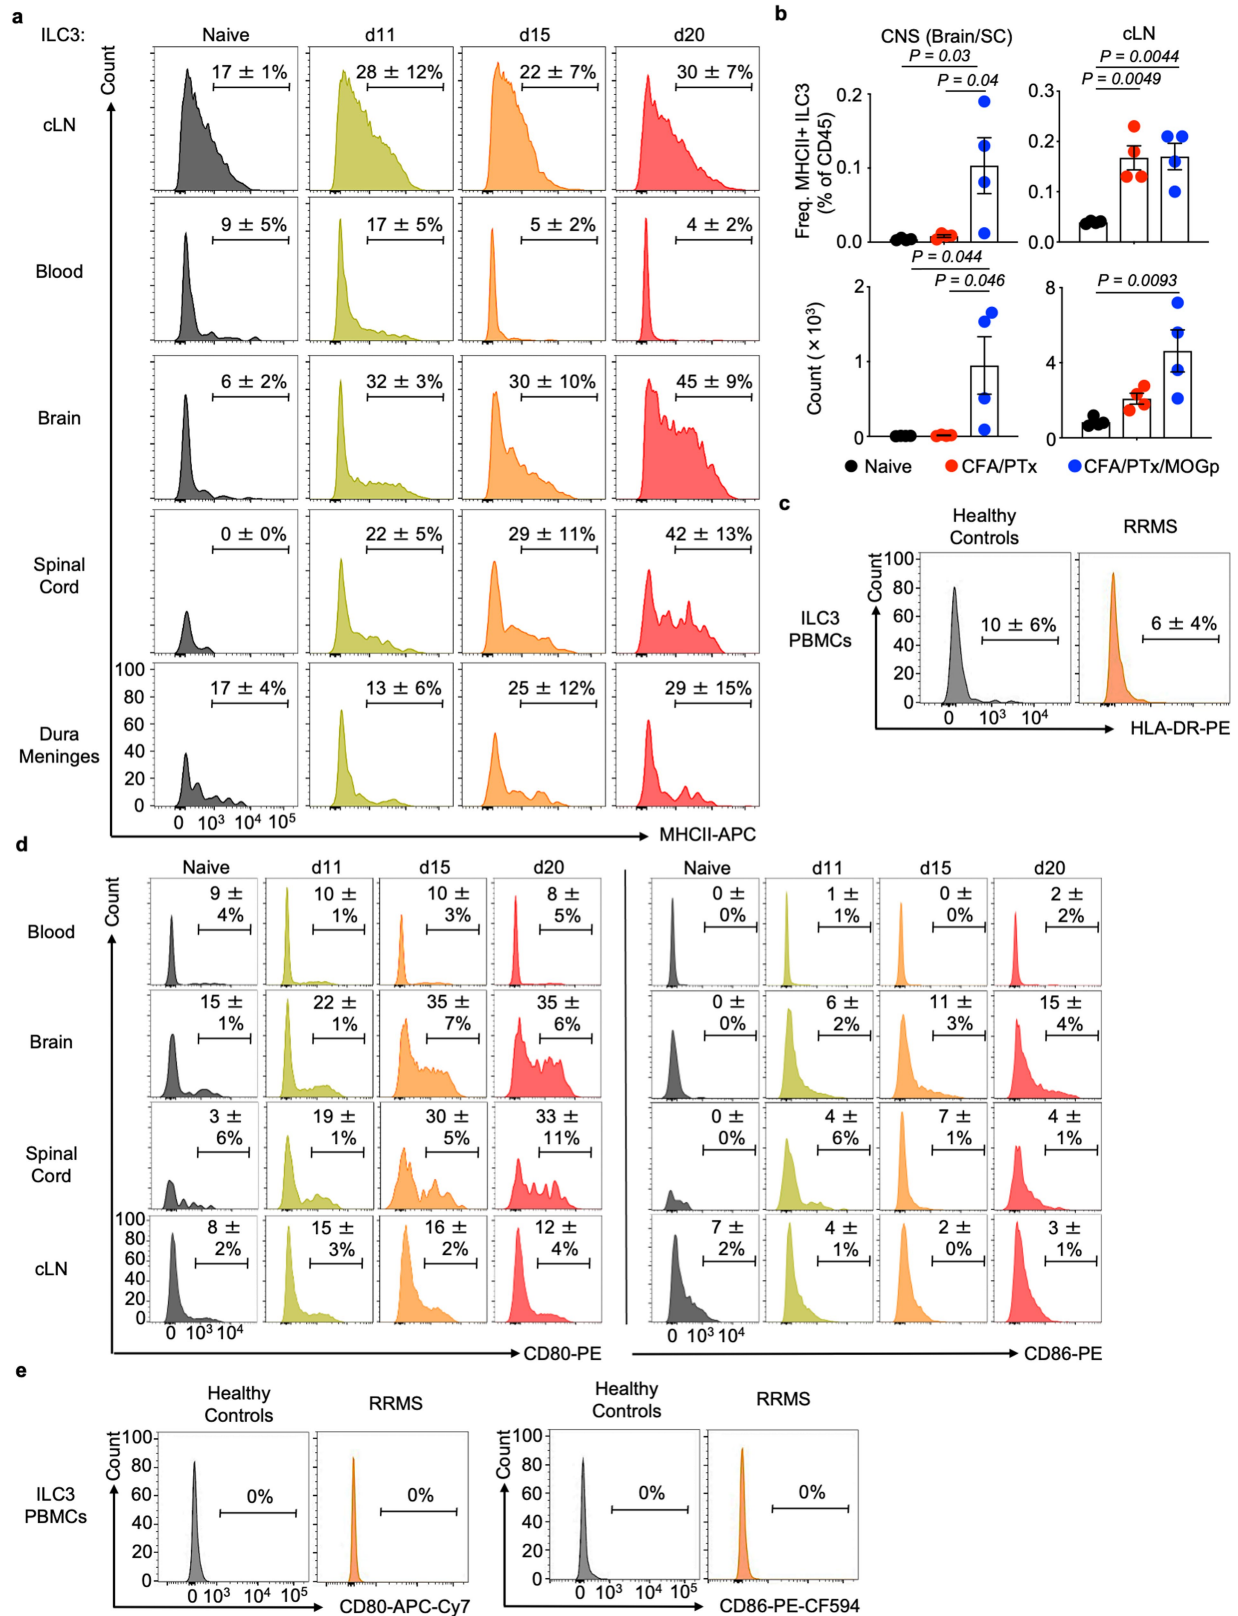 a
ILC3:
Naive d11 d15 d20
Count
cLN
17 ± 1% 28 ± 12% 22 ± 7% 30 ± 7%
Blood
9 ± 5% 17 ± 5% 5 ± 2% 4 ± 2%
Brain
6 ± 2% 32 ± 3% 30 ± 10% 45 ± 9%
Spinal
Cord
0 ± 0% 22 ± 5% 29 ± 11% 42 ± 13%
Dura
Meninges
17 ± 4% 13 ± 6% 25 ± 12% 29 ± 15%
100
80
60
40
20
0
0 10³ 10⁴ 10⁵
MHCII-APC
b
CNS (Brain/SC)
P = 0.03
P = 0.04
Freq. MHCII+ ILC3
(% of CD45)
0.2
0.1
0.0
cLN
P = 0.0044
P = 0.0049
0.3
0.2
0.1
0.0
P = 0.044
P = 0.046
Count (×10³)
2
1
0
P = 0.0093
8
4
0
Naive CFA/PTx CFA/PTx/MOGp
c
Healthy
Controls
RRMS
Count
100
80
60
40
20
0
ILC3
PBMCs
10 ± 6% 6 ± 4%
0 10³ 10⁴
HLA-DR-PE
d
Naive d11 d15 d20
Count
Blood
9 ±
4%
10 ±
1%
10 ±
3%
8 ±
5%
Brain
15 ±
1%
22 ±
1%
35 ±
7%
35 ±
6%
Spinal
Cord
3 ±
6%
19 ±
1%
30 ±
5%
33 ±
11%
cLN
8 ±
2%
15 ±
3%
16 ±
2%
12 ±
4%
100
80
60
40
20
0
0 10³ 10⁴
CD80-PE
Naive d11 d15 d20
0 ±
0%
1 ±
1%
0 ±
0%
2 ±
2%
0 ±
0%
6 ±
2%
11 ±
3%
15 ±
4%
0 ±
0%
4 ±
6%
7 ±
1%
4 ±
1%
7 ±
2%
4 ±
1%
2 ±
0%
3 ±
1%
0 10³ 10⁴
CD86-PE
e
Healthy
Controls
RRMS
Count
100
80
60
40
20
0
ILC3
PBMCs
0% 0%
0 10³ 10⁴ 10⁵
CD80-APC-Cy7
Healthy
Controls
RRMS
Count
100
80
60
40
20
0
0% 0%
0 10³ 10⁴ 10⁵
CD86-PE-CF594